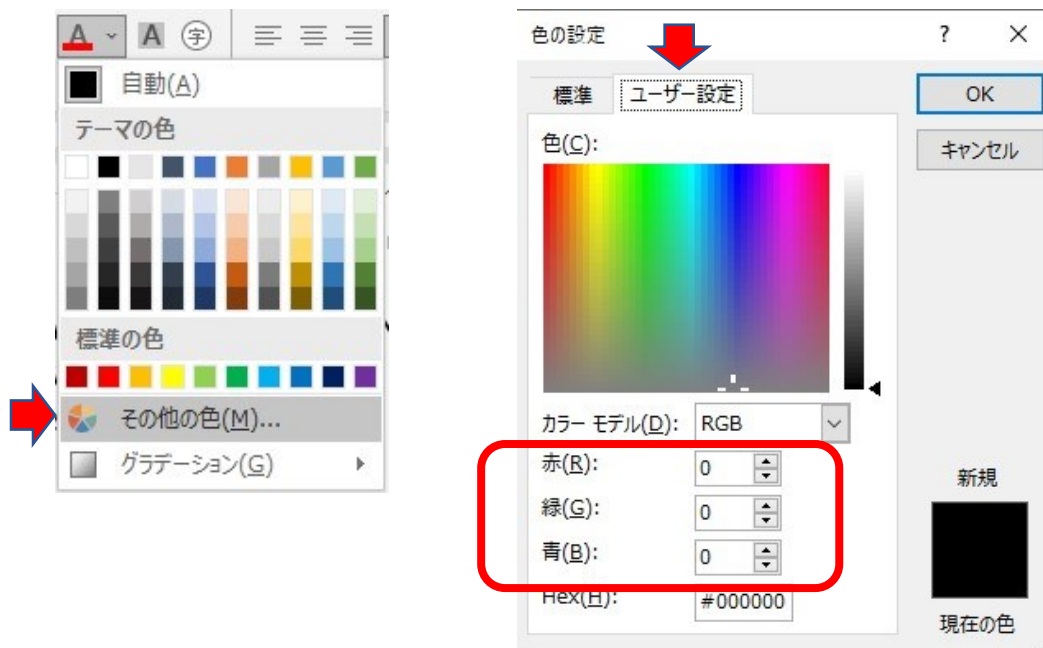 A A 字
自動(A)
テーマの色
標準の色
その他の色(M)...
グラデーション(G)
色の設定 ? ×
標準 ユーザー設定
OK
キャンセル
色(C):
カラー モデル(D): RGB
赤(R): 0
緑(G): 0
青(B): 0
Hex(H): #000000
新規
現在の色